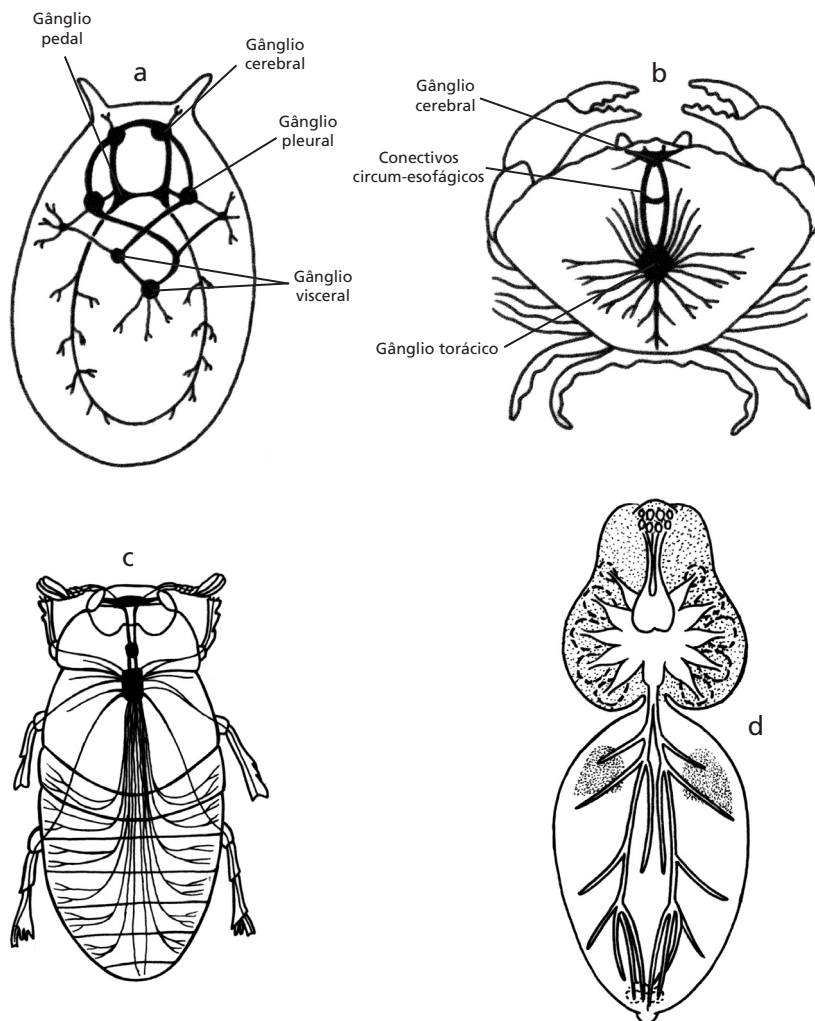 a
Gânglio
pedal
Gânglio
cerebral
Gânglio
pleural
Gânglio
visceral
b
Gânglio
cerebral
Conectivos
circum-esofágicos
Gânglio torácico
c
d